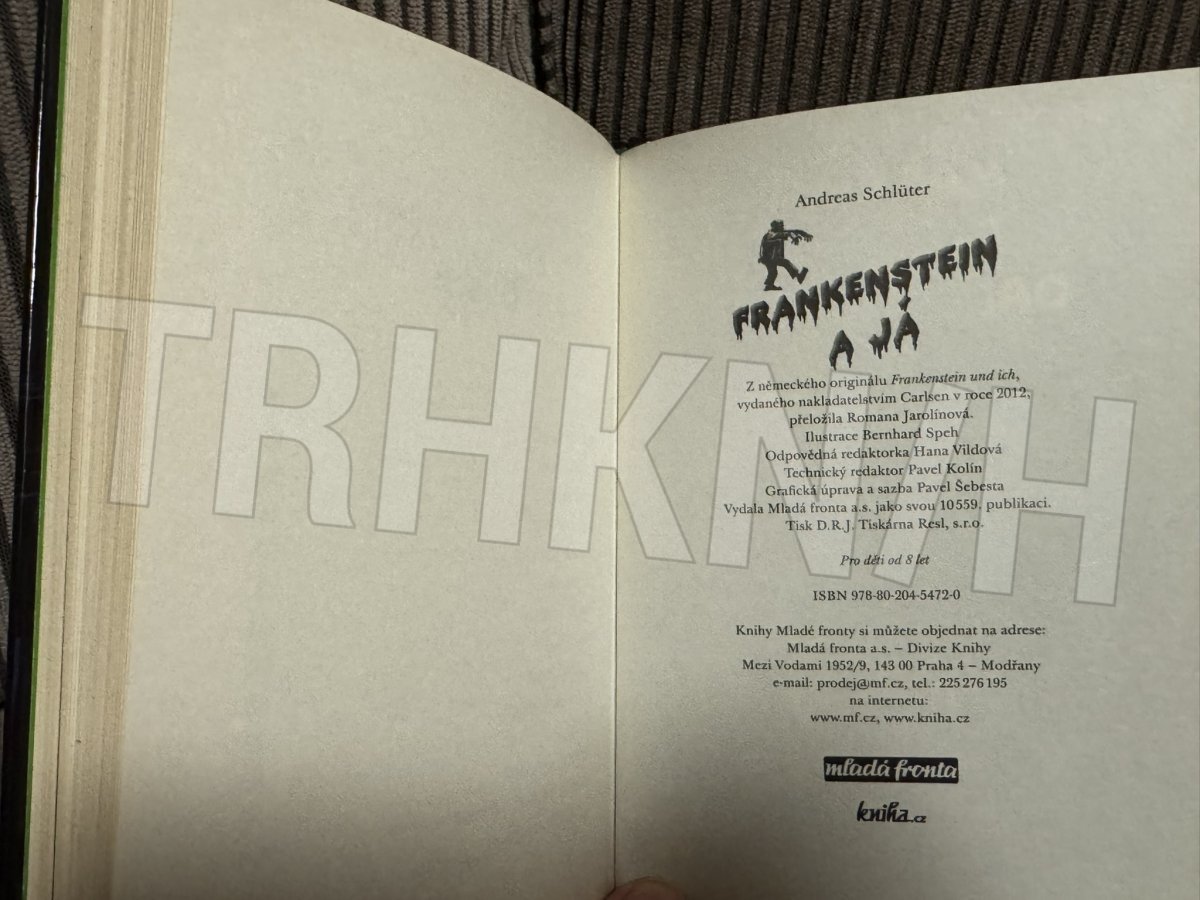 Andreas Schlüter
FRANKENSTEIN
A JÁ
Z německého originálu Frankenstein und ich,
vydaného nakladatelstvím Carlsen v roce 2012,
přeložila Romana Jarolínová.
Ilustrace Bernhard Speh
Odpovědná redaktorka Hana Vildová
Technický redaktor Pavel Kolín
Grafická úprava a sazba Pavel Šebesta
Vydala Mladá fronta a.s. jako svou 10559. publikaci.
Tisk D.R.J. Tiskárna Resl, s.r.o.
Pro děti od 8 let
ISBN 978-80-204-5472-0
Knihy Mladé fronty si můžete objednat na adrese:
Mladá fronta a.s. – Divize Knihy
Mezi Vodami 1952/9, 143 00 Praha 4 – Modřany
e-mail: prodej@mf.cz, tel.: 225 276 195
na internetu:
www.mf.cz, www.kniha.cz
mladá fronta
kniha.cz
TRHKNIH